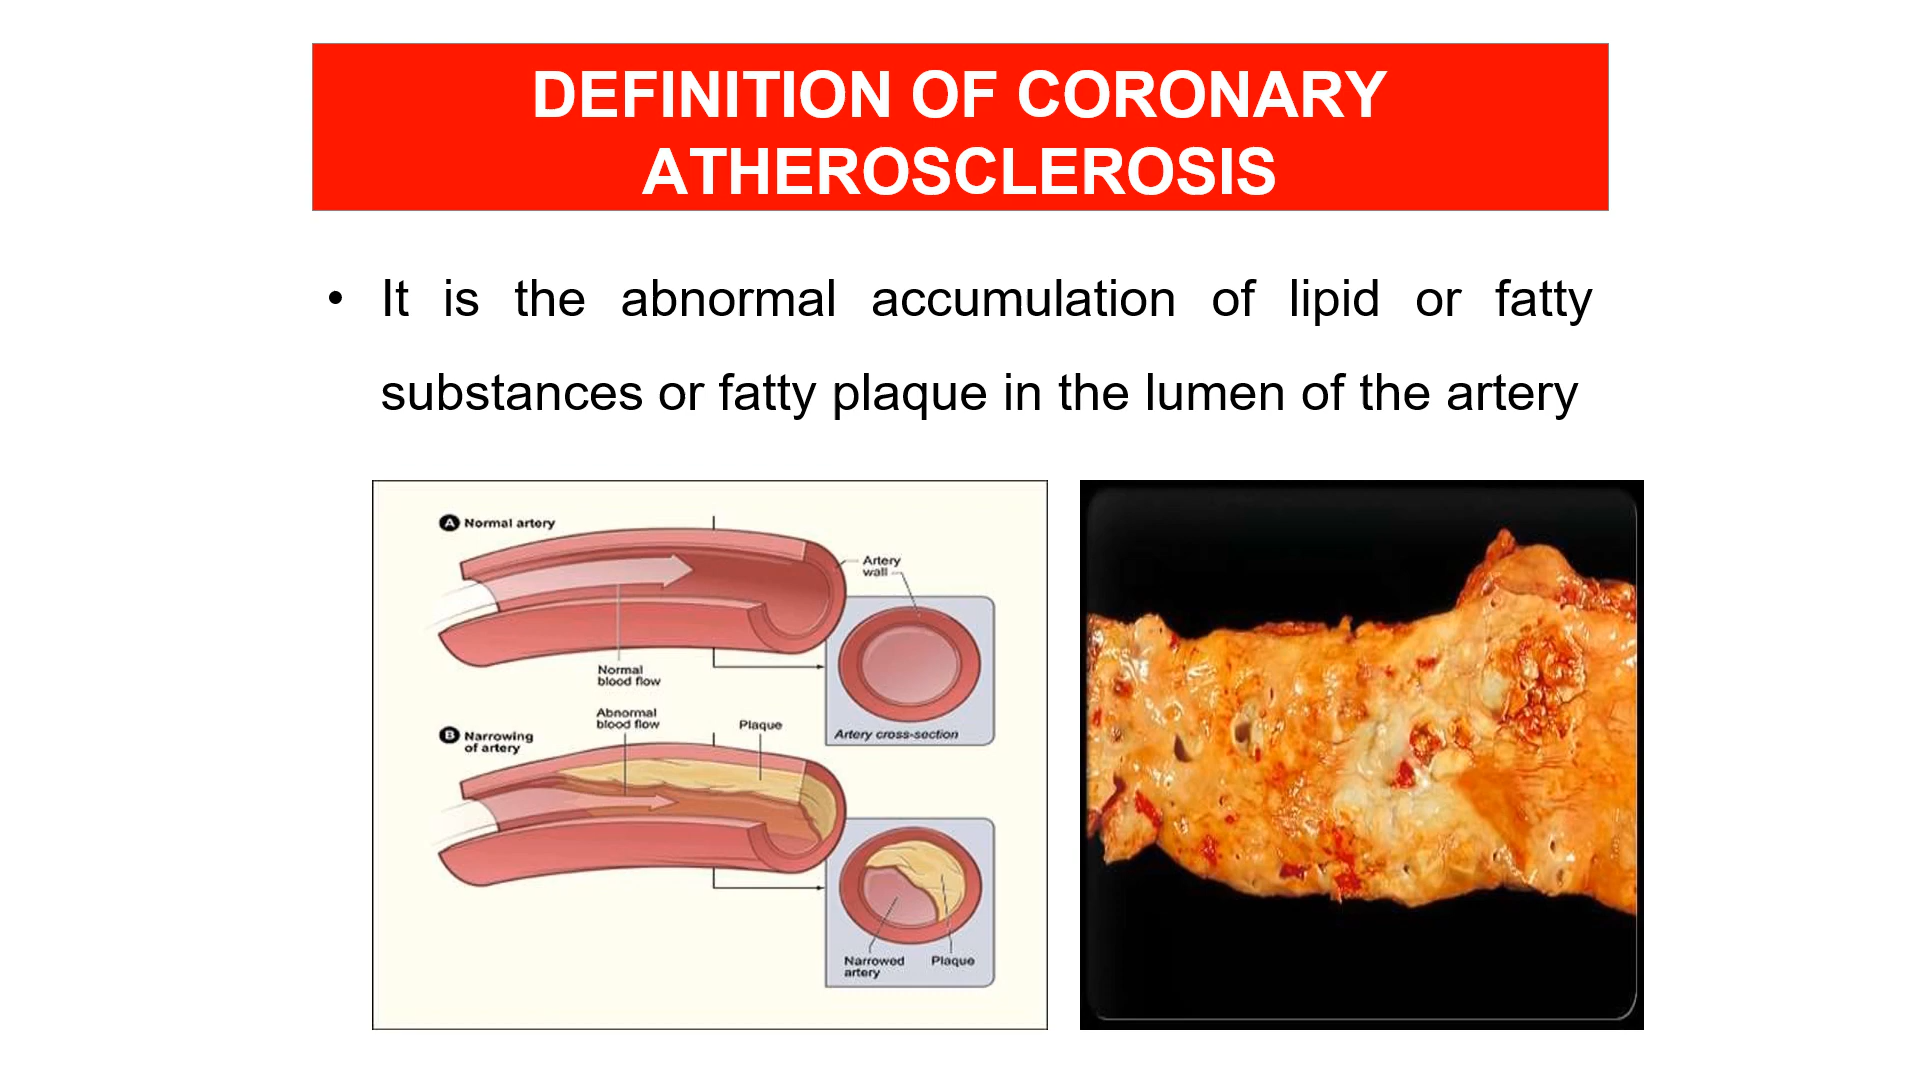 DEFINITION OF CORONARY
ATHEROSCLEROSIS
• It is the abnormal accumulation of lipid or fatty
substances or fatty plaque in the lumen of the artery
A Normal artery
Artery
wall
Normal
blood flow
Artery cross-section
Abnormal
blood flow
Plaque
B Narrowing
of artery
Narrowed
artery
Plaque